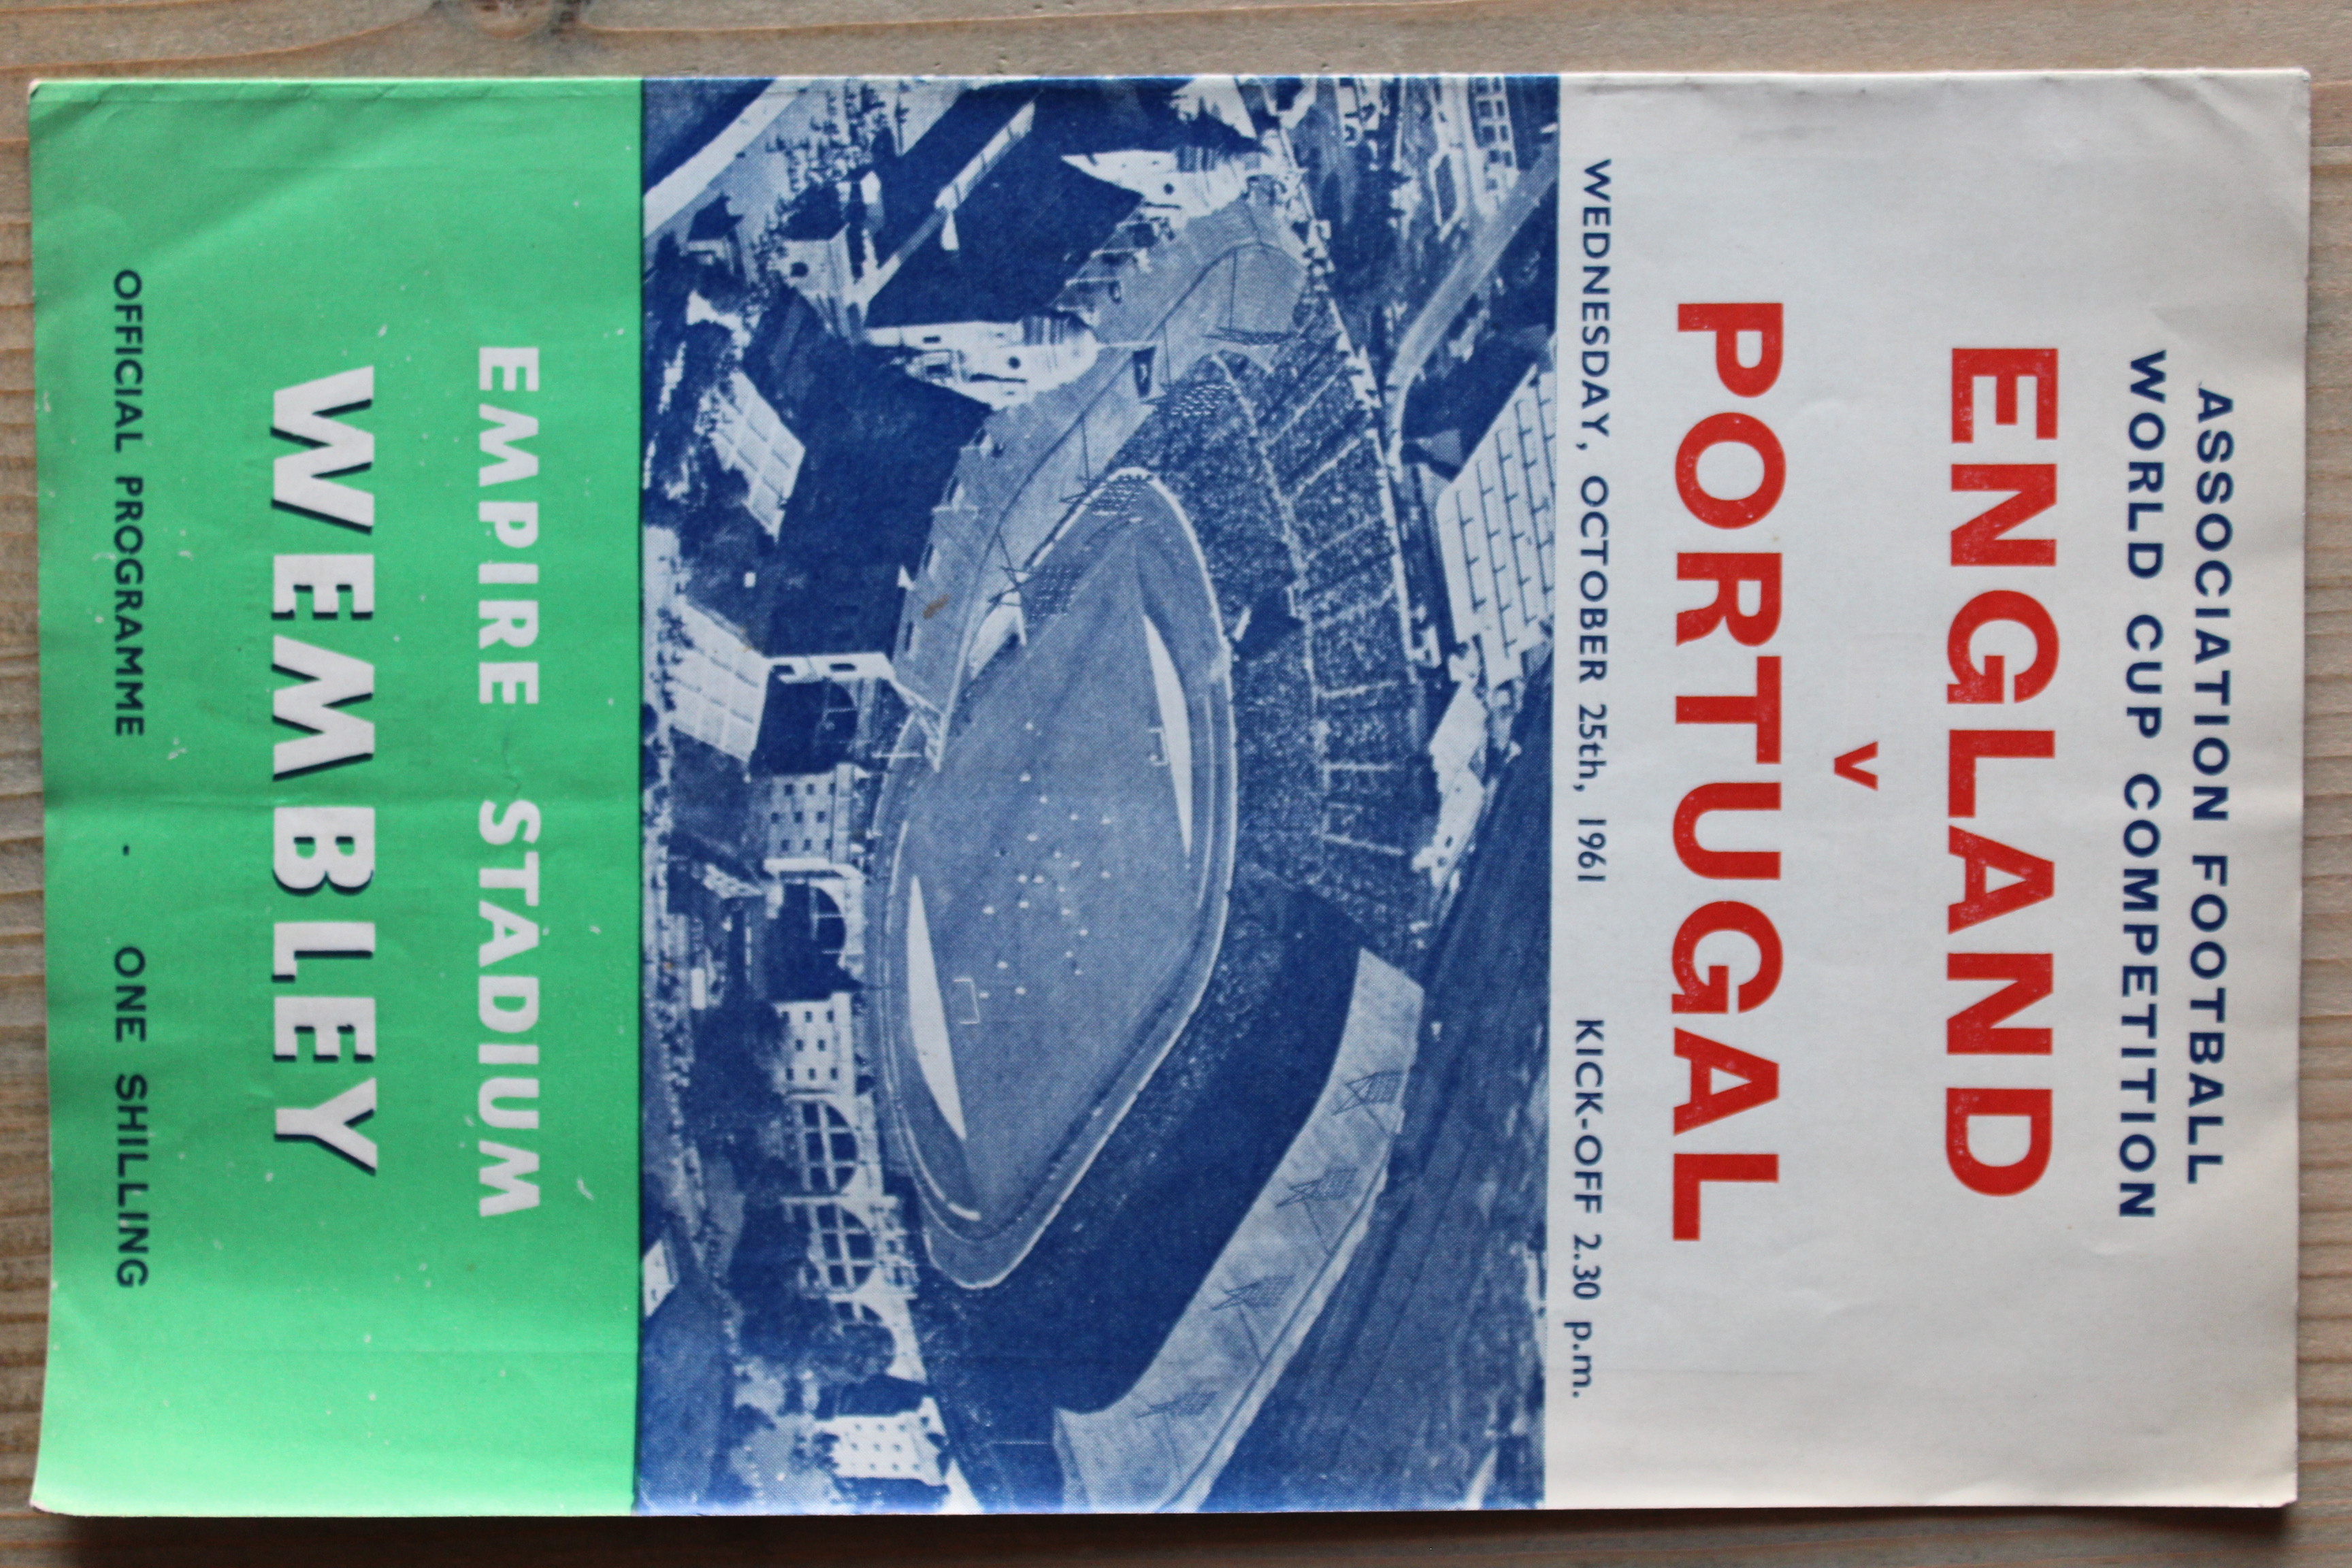 ASSOCIATION FOOTBALL
WORLD CUP COMPETITION
ENGLAND
v
PORTUGAL
WEDNESDAY, OCTOBER 25th, 1961 KICK-OFF 2.30 p.m.
EMPIRE STADIUM
WEMBLEY
OFFICIAL PROGRAMME - ONE SHILLING